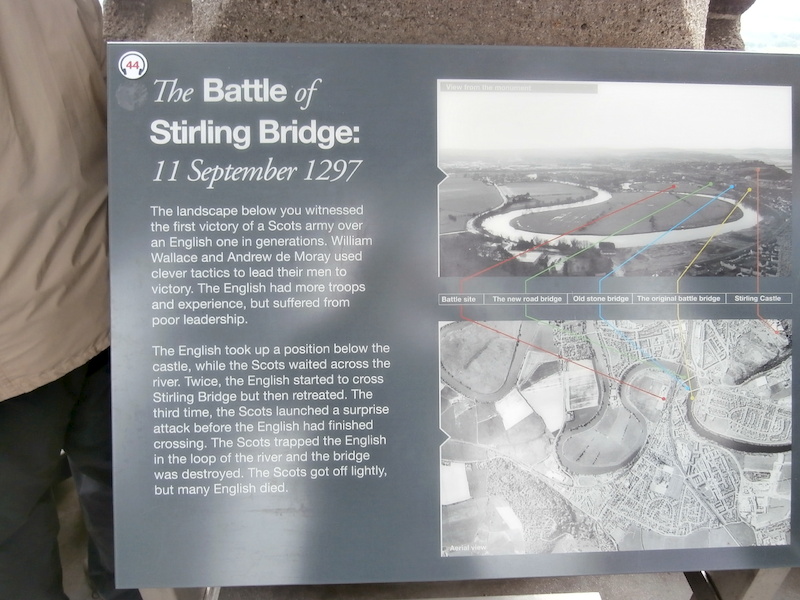 44
The Battle of
Stirling Bridge:
11 September 1297
The landscape below you witnessed
the first victory of a Scots army over
an English one in generations. William
Wallace and Andrew de Moray used
clever tactics to lead their men to
victory. The English had more troops
and experience, but suffered from
poor leadership.
The English took up a position below the
castle, while the Scots waited across the
river. Twice, the English started to cross
Stirling Bridge but then retreated. The
third time, the Scots launched a surprise
attack before the English had finished
crossing. The Scots trapped the English
in the loop of the river and the bridge
was destroyed. The Scots got off lightly,
but many English died.
View from the monument
Battle site
The new road bridge
Old stone bridge
The original battle bridge
Stirling Castle
Aerial view